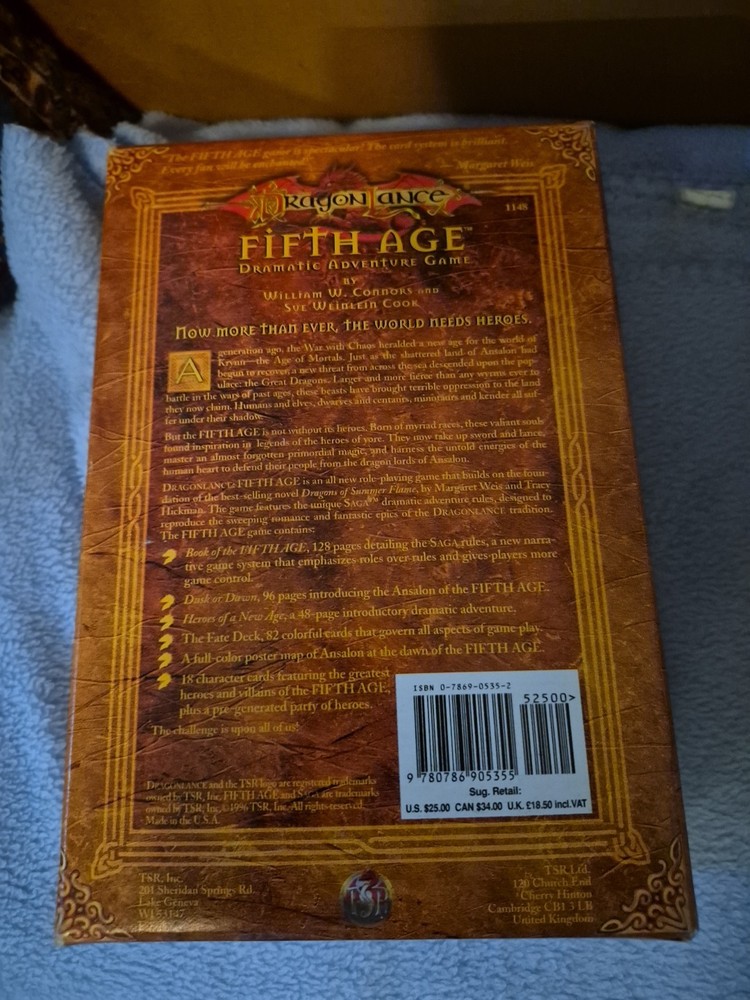 The FIFTH AGE game is spectacular! The card system is brilliant.
Every fan will be enchanted.
— Margaret Weis
DRAGONLANCE
1148
FIFTH AGE™
DRAMATIC ADVENTURE GAME
BY
WILLIAM W. CONNORS AND
SUE WEINLEIN COOK
NOW MORE THAN EVER, THE WORLD NEEDS HEROES.
A generation ago, the War with Chaos heralded a new age for the world of
Krynn—the Age of Mortals. Just as the shattered land of Ansalon had
begun to recover, a new threat from across the sea descended upon the pop-
ulace: the Great Dragons. Larger and more fierce than any wyrms ever to
battle in the wars of past ages, these beasts have brought terrible oppression to the land
they now claim. Humans and elves, dwarves and centaurs, minotaurs and kender all suf-
fer under their shadow.
But the FIFTH AGE is not without its heroes. Born of myriad races, these valiant souls
found inspiration in legends of the heroes of yore. They now take up sword and lance,
master an almost forgotten primordial magic, and harness the untold energies of the
human heart to defend their people from the dragon lords of Ansalon.
DRAGONLANCE: FIFTH AGE is an all new role-playing game that builds on the foun-
dation of the best-selling novel Dragons of Summer Flame, by Margaret Weis and Tracy
Hickman. The game features the unique SAGA™ dramatic adventure rules, designed to
reproduce the sweeping romance and fantastic epics of the DRAGONLANCE tradition.
The FIFTH AGE game contains:
Book of the FIFTH AGE, 128 pages detailing the SAGA rules, a new narra-
tive game system that emphasizes roles over rules and gives players more
game control.
Dusk or Dawn, 96 pages introducing the Ansalon of the FIFTH AGE.
Heroes of a New Age, a 48-page introductory dramatic adventure.
The Fate Deck, 82 colorful cards that govern all aspects of game play.
A full-color poster map of Ansalon at the dawn of the FIFTH AGE.
18 character cards featuring the greatest
heroes and villains of the FIFTH AGE,
plus a pre-generated party of heroes.
The challenge is upon all of us!
ISBN 0-7869-0535-2
52500>
9 780786 905355
Sug. Retail:
U.S. $25.00 CAN $34.00 U.K. £18.50 incl.VAT
DRAGONLANCE and the TSR logo are registered trademarks
owned by TSR, Inc. FIFTH AGE and SAGA are trademarks
owned by TSR, Inc. ©1996 TSR, Inc. All rights reserved.
Made in the U.S.A.
TSR, Inc.
201 Sheridan Springs Rd.
Lake Geneva
WI 53147
TSR
TSR Ltd.
120 Church End
Cherry Hinton
Cambridge CB1 3 LB
United Kingdom